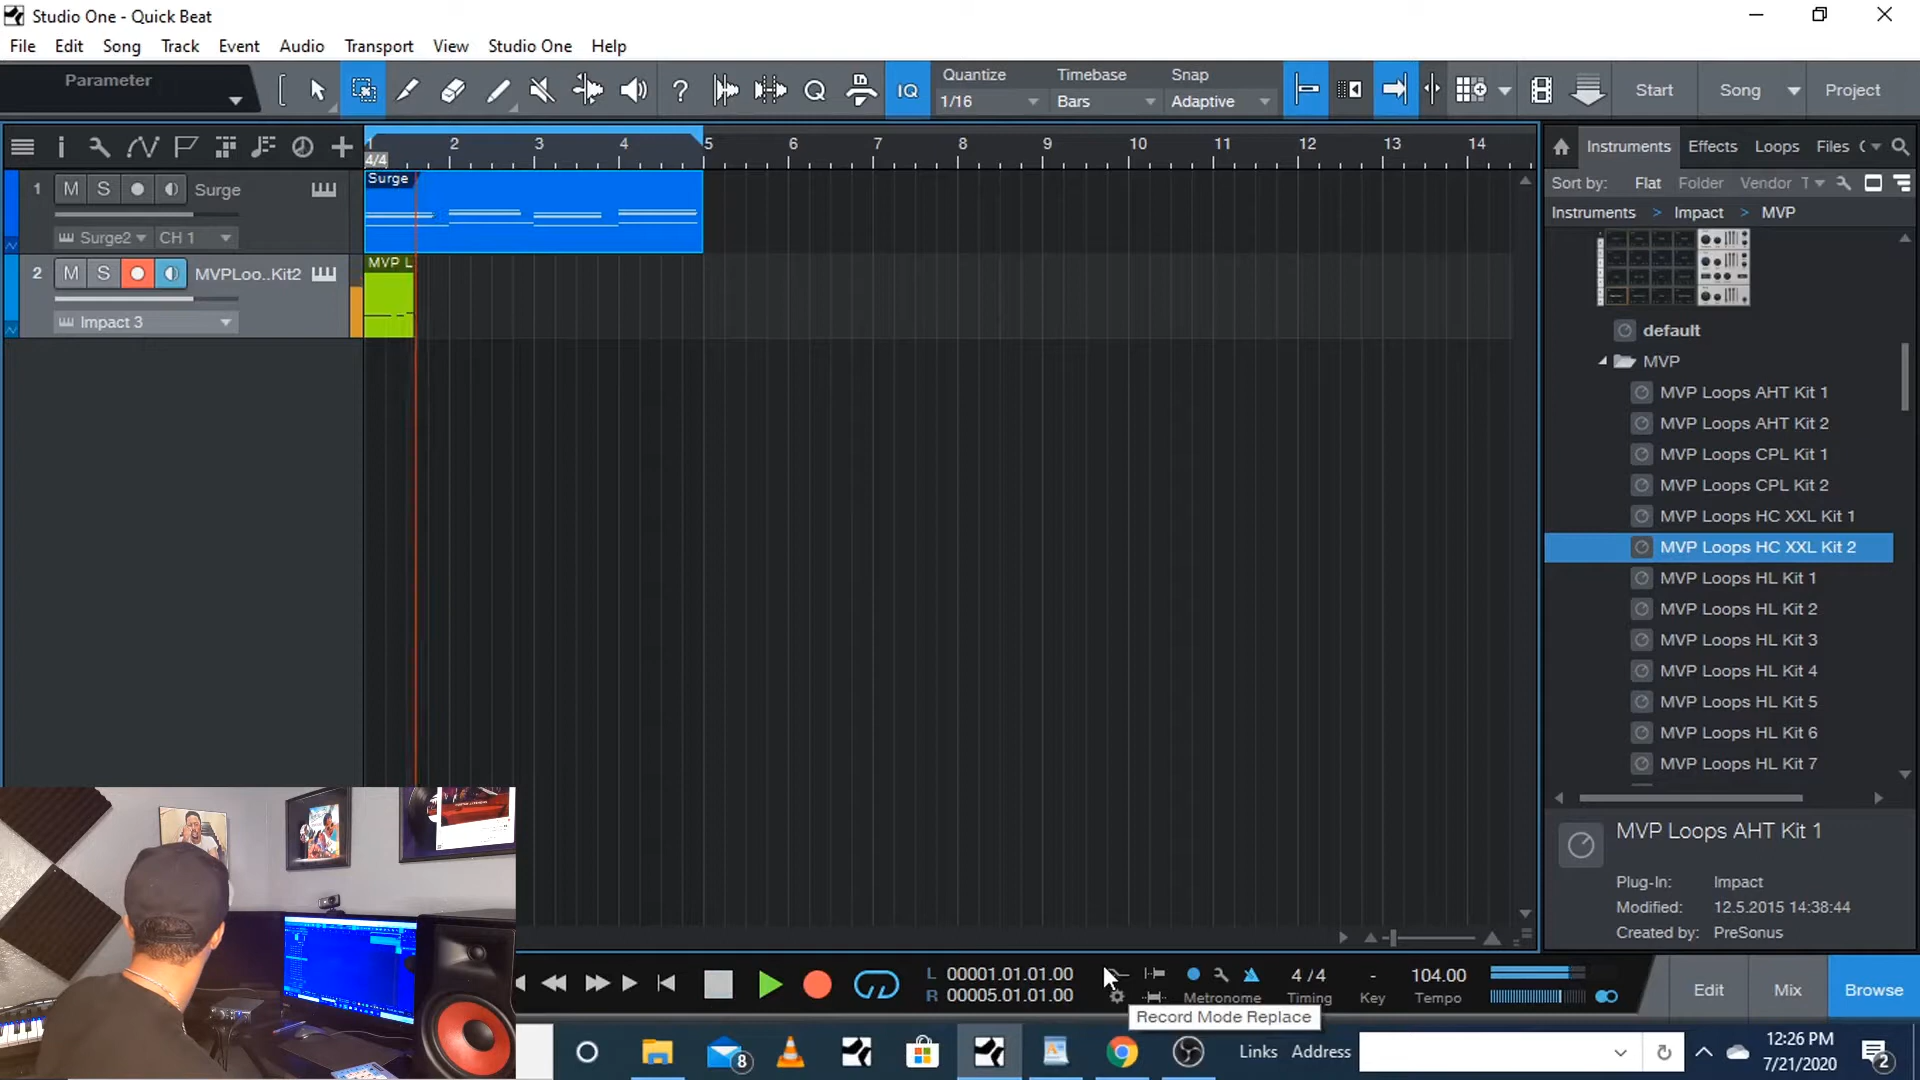 Studio One - Quick Beat
File Edit Song Track Event Audio Transport View Studio One Help
Parameter
IQ
Quantize Timebase Snap
1/16 Bars Adaptive
Start Song Project
1 2 3 4 5 6 7 8 9 10 11 12 13 14
4/4
1 M S Surge
Surge2 CH 1
2 M S MVPLoo..Kit2
Impact 3
Surge
MVP L
Instruments Effects Loops Files
Sort by: Flat Folder Vendor T
Instruments > Impact > MVP
default
MVP
MVP Loops AHT Kit 1
MVP Loops AHT Kit 2
MVP Loops CPL Kit 1
MVP Loops CPL Kit 2
MVP Loops HC XXL Kit 1
MVP Loops HC XXL Kit 2
MVP Loops HL Kit 1
MVP Loops HL Kit 2
MVP Loops HL Kit 3
MVP Loops HL Kit 4
MVP Loops HL Kit 5
MVP Loops HL Kit 6
MVP Loops HL Kit 7
MVP Loops AHT Kit 1
Plug-In: Impact
Modified: 12.5.2015 14:38:44
Created by: PreSonus
L 00001.01.01.00
R 00005.01.01.00
Metronome
4 / 4
Timing
-
Key
104.00
Tempo
Edit Mix Browse
Record Mode Replace
8
Links Address
12:26 PM
7/21/2020
2